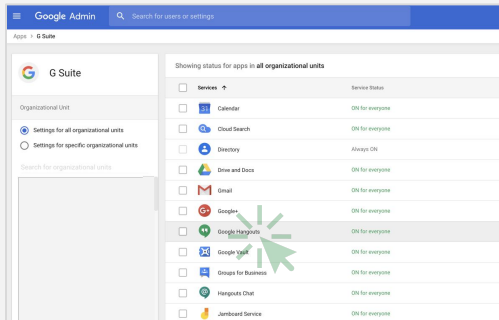 Google Admin
Search for users or settings
Apps > G Suite
G Suite
Organizational Unit
Settings for all organizational units
Settings for specific organizational units
Search for organizational units
Showing status for apps in all organizational units
Services ↑ Service Status
31 Calendar ON for everyone
Cloud Search ON for everyone
Directory Always ON
Drive and Docs ON for everyone
Gmail ON for everyone
G+ Google+ ON for everyone
Google Hangouts ON for everyone
Google Vault ON for everyone
Groups for Business ON for everyone
@ Hangouts Chat ON for everyone
Jamboard Service ON for everyone